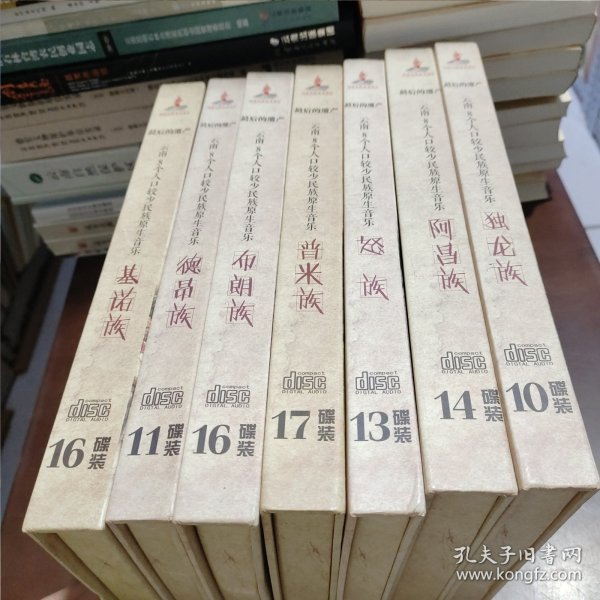 最后的遗产
云南8个人口较少民族原生音乐
基诺族
compact
disc
DIGITAL AUDIO
16碟装
最后的遗产
云南8个人口较少民族原生音乐
德昂族
compact
disc
DIGITAL AUDIO
11碟装
最后的遗产
云南8个人口较少民族原生音乐
布朗族
compact
disc
DIGITAL AUDIO
16碟装
最后的遗产
云南8个人口较少民族原生音乐
普米族
compact
disc
DIGITAL AUDIO
17碟装
最后的遗产
云南8个人口较少民族原生音乐
怒族
compact
disc
DIGITAL AUDIO
13碟装
最后的遗产
云南8个人口较少民族原生音乐
阿昌族
compact
disc
DIGITAL AUDIO
14碟装
最后的遗产
云南8个人口较少民族原生音乐
独龙族
compact
disc
DIGITAL AUDIO
10碟装
孔夫子旧书网
www.kongfz.com